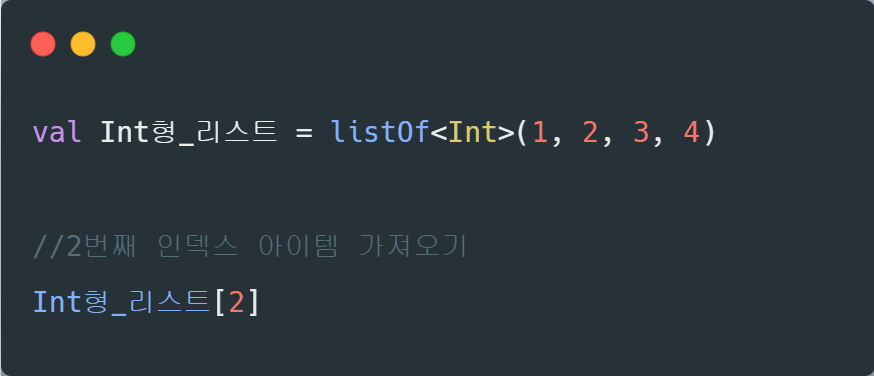 val Int형_리스트 = listOf<Int>(1, 2, 3, 4)
//2번째 인덱스 아이템 가져오기
Int형_리스트[2]